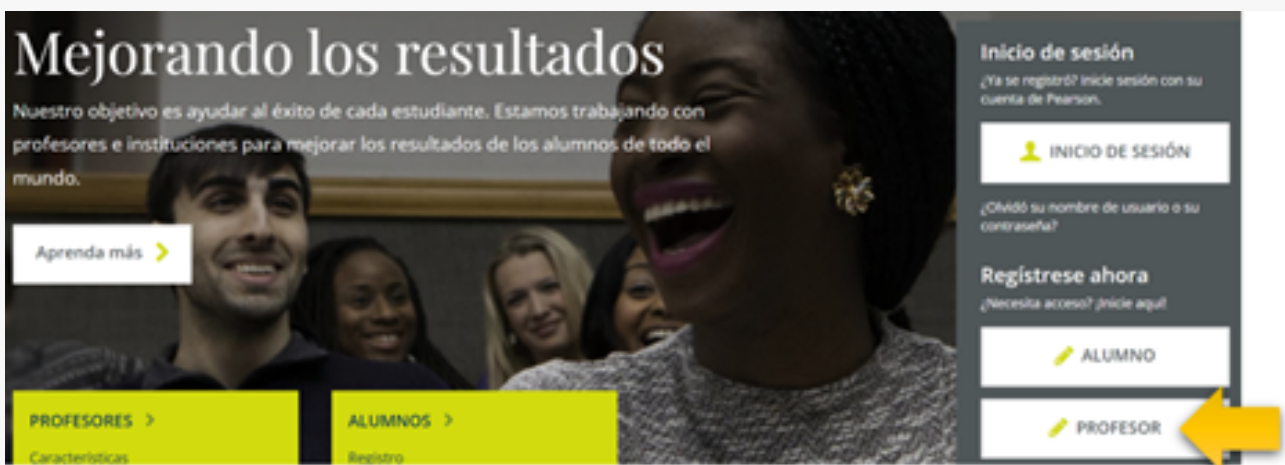 Mejorando los resultados
Nuestro objetivo es ayudar al éxito de cada estudiante. Estamos trabajando con
profesores e instituciones para mejorar los resultados de los alumnos de todo el
mundo.
Aprenda más
PROFESORES >
Características
ALUMNOS >
Registro
Inicio de sesión
¿Ya se registró? Inicie sesión con su
cuenta de Pearson.
INICIO DE SESIÓN
¿Olvidó su nombre de usuario o su
contraseña?
Regístrese ahora
¿Necesita acceso? ¡Inicie aquí!
ALUMNO
PROFESOR